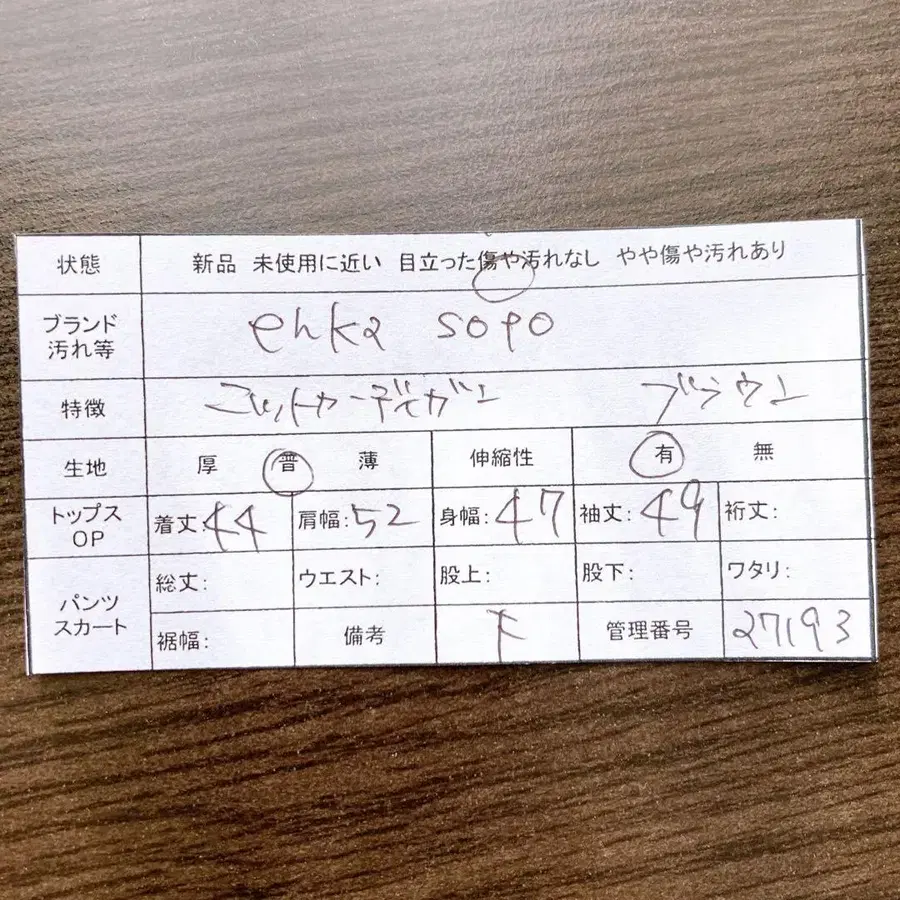 状態 新品 未使用に近い 目立った傷や汚れなし やや傷や汚れあり
ブランド
汚れ等 ehka sopo
特徴 ニットカーディガン ブラウン
生地 厚 普 薄 伸縮性 有 無
トップス
OP 着丈:44 肩幅:52 身幅:47 袖丈:49 裄丈:
パンツ
スカート 総丈: ウエスト: 股上: 股下: ワタリ:
裾幅: 備考 管理番号 27193